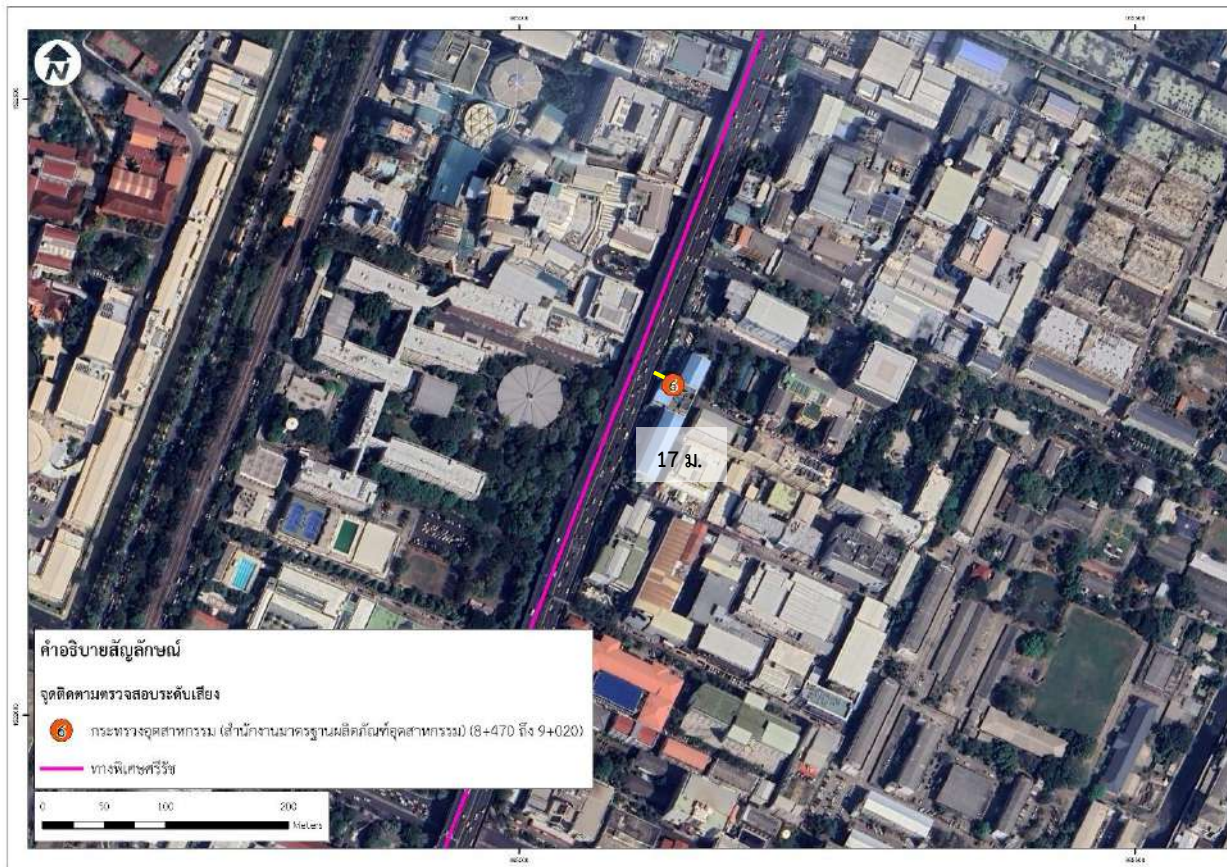 N
6
17 ม.
คำอธิบายสัญลักษณ์
จุดติดตามตรวจสอบระดับเสียง
6 กระทรวงอุตสาหกรรม (สำนักงานมาตรฐานผลิตภัณฑ์อุตสาหกรรม) (8+470 ถึง 9+020)
ทางพิเศษศรีรัช
0 50 100 200
Meters